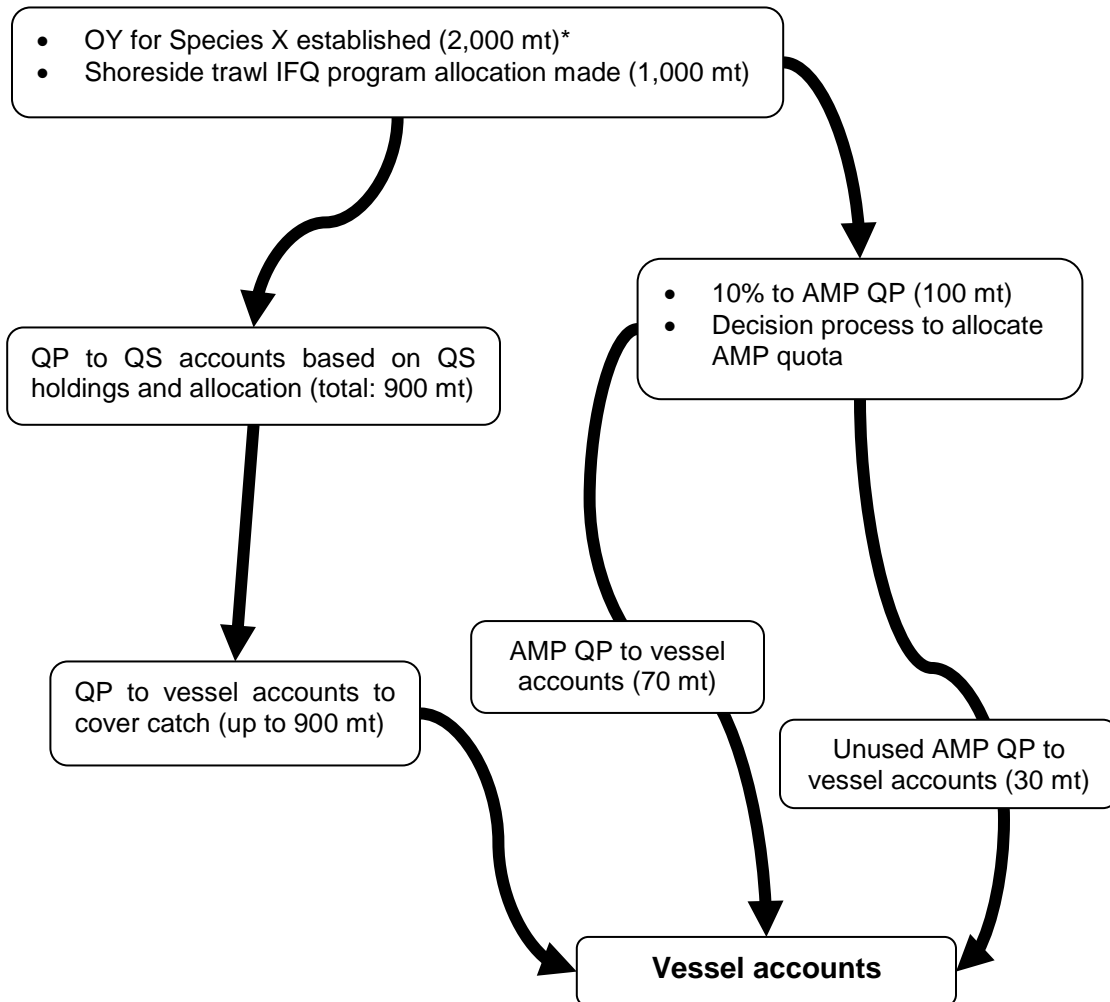 • OY for Species X established (2,000 mt)*
• Shoreside trawl IFQ program allocation made (1,000 mt)
• 10% to AMP QP (100 mt)
• Decision process to allocate
AMP quota
QP to QS accounts based on QS
holdings and allocation (total: 900 mt)
AMP QP to vessel
accounts (70 mt)
QP to vessel accounts to
cover catch (up to 900 mt)
Unused AMP QP to
vessel accounts (30 mt)
Vessel accounts